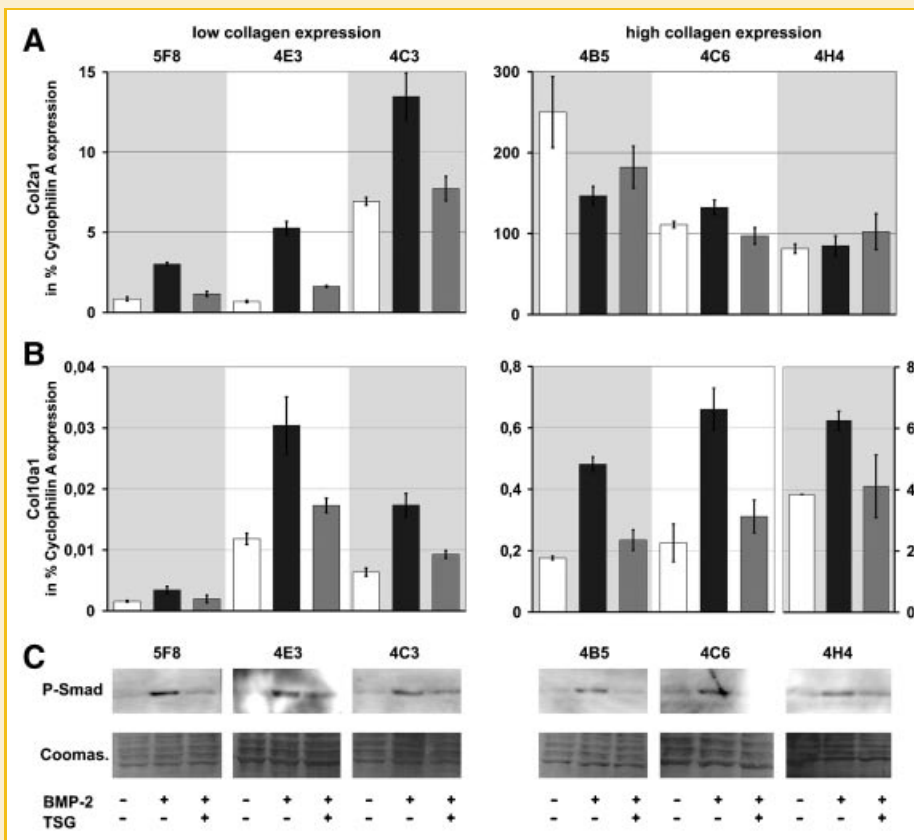 A
low collagen expression
high collagen expression
5F8 4E3 4C3 4B5 4C6 4H4
Col2a1
in % Cyclophilin A expression
15
10
5
0
300
200
100
0
B
Col10a1
in % Cyclophilin A expression
0,04
0,03
0,02
0,01
0
0,8
0,6
0,4
0,2
0
8
6
4
2
0
C
5F8 4E3 4C3 4B5 4C6 4H4
P-Smad
Coomas.
BMP-2 - + + - + + - + + - + + - + + - + +
TSG - - + - - + - - + - - + - - + - - +